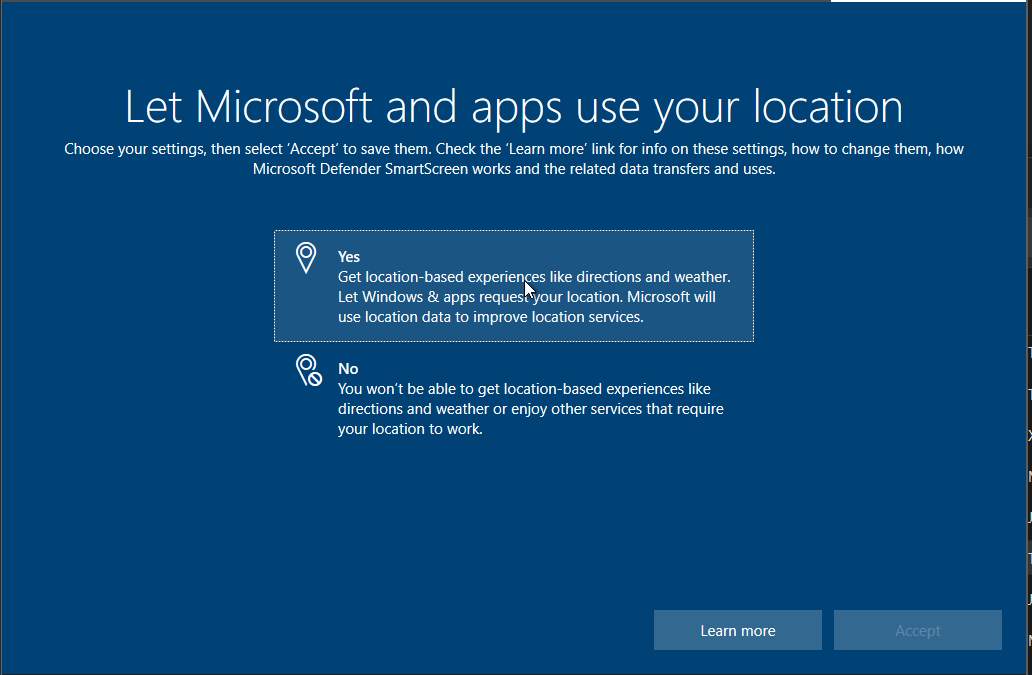 Let Microsoft and apps use your location
Choose your settings, then select ‘Accept’ to save them. Check the ‘Learn more’ link for info on these settings, how to change them, how
Microsoft Defender SmartScreen works and the related data transfers and uses.
Yes
Get location-based experiences like directions and weather.
Let Windows & apps request your location. Microsoft will
use location data to improve location services.
No
You won’t be able to get location-based experiences like
directions and weather or enjoy other services that require
your location to work.
Learn more
Accept